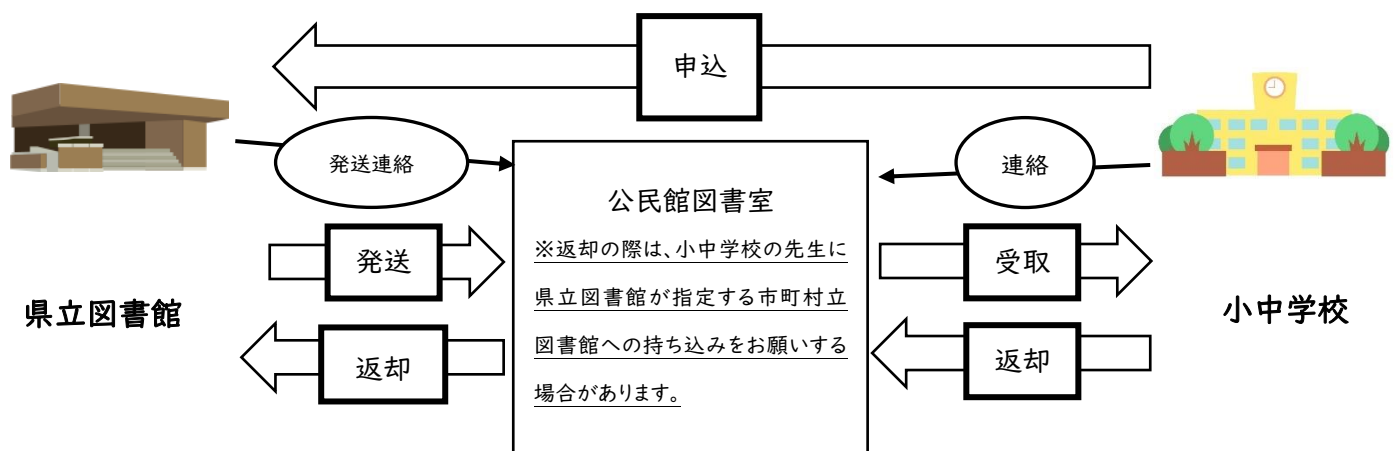 申込
発送連絡
連絡
公民館図書室
※返却の際は、小中学校の先生に
県立図書館が指定する市町村立
図書館への持ち込みをお願いする
場合があります。
発送
受取
県立図書館
小中学校
返却
返却